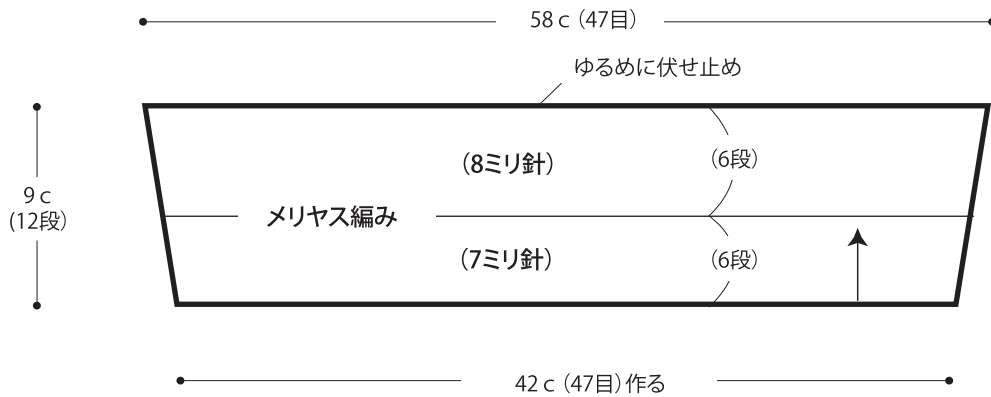 58 c (47目)
ゆるめに伏せ止め
(8ミリ針)
(6段)
9 c
(12段)
メリヤス編み
(7ミリ針)
(6段)
42 c (47目) 作る